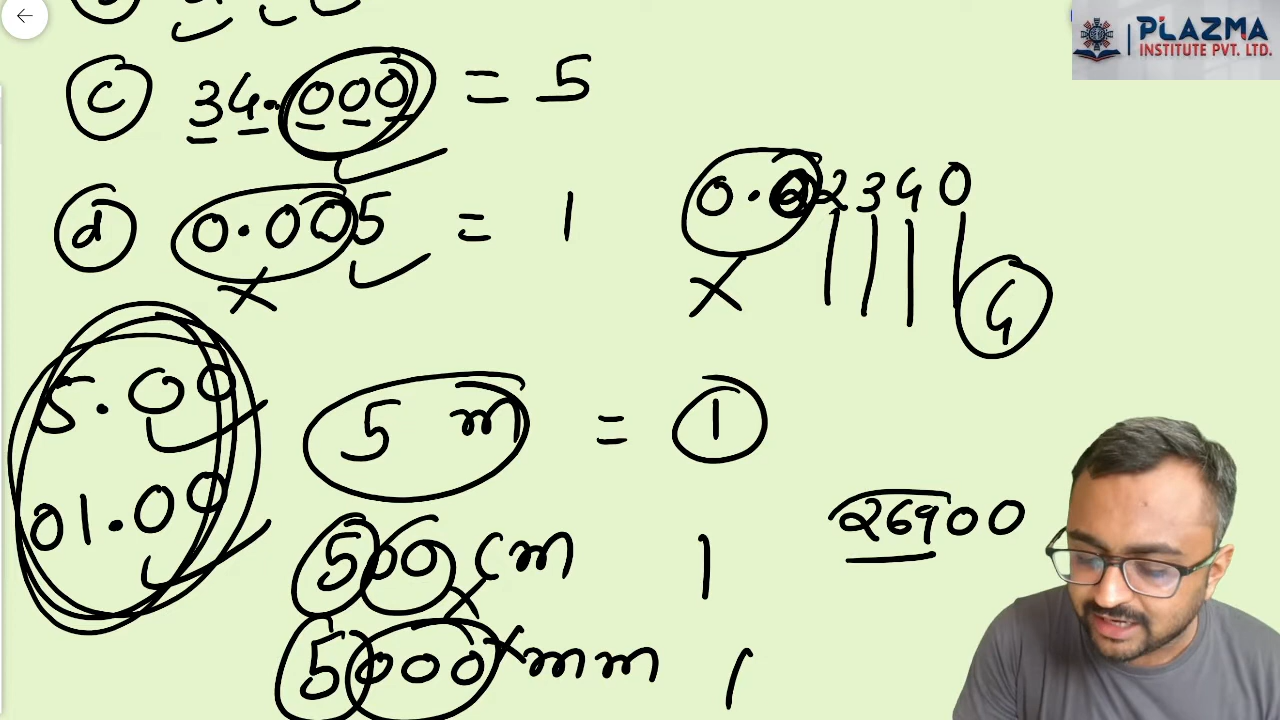 PLAZMA
INSTITUTE PVT. LTD.
c 34.000 = 5
d 0.005 = 1
0.02340
4
5.00
5 m = 1
01.00
26900
500 cm 1
5000 mm